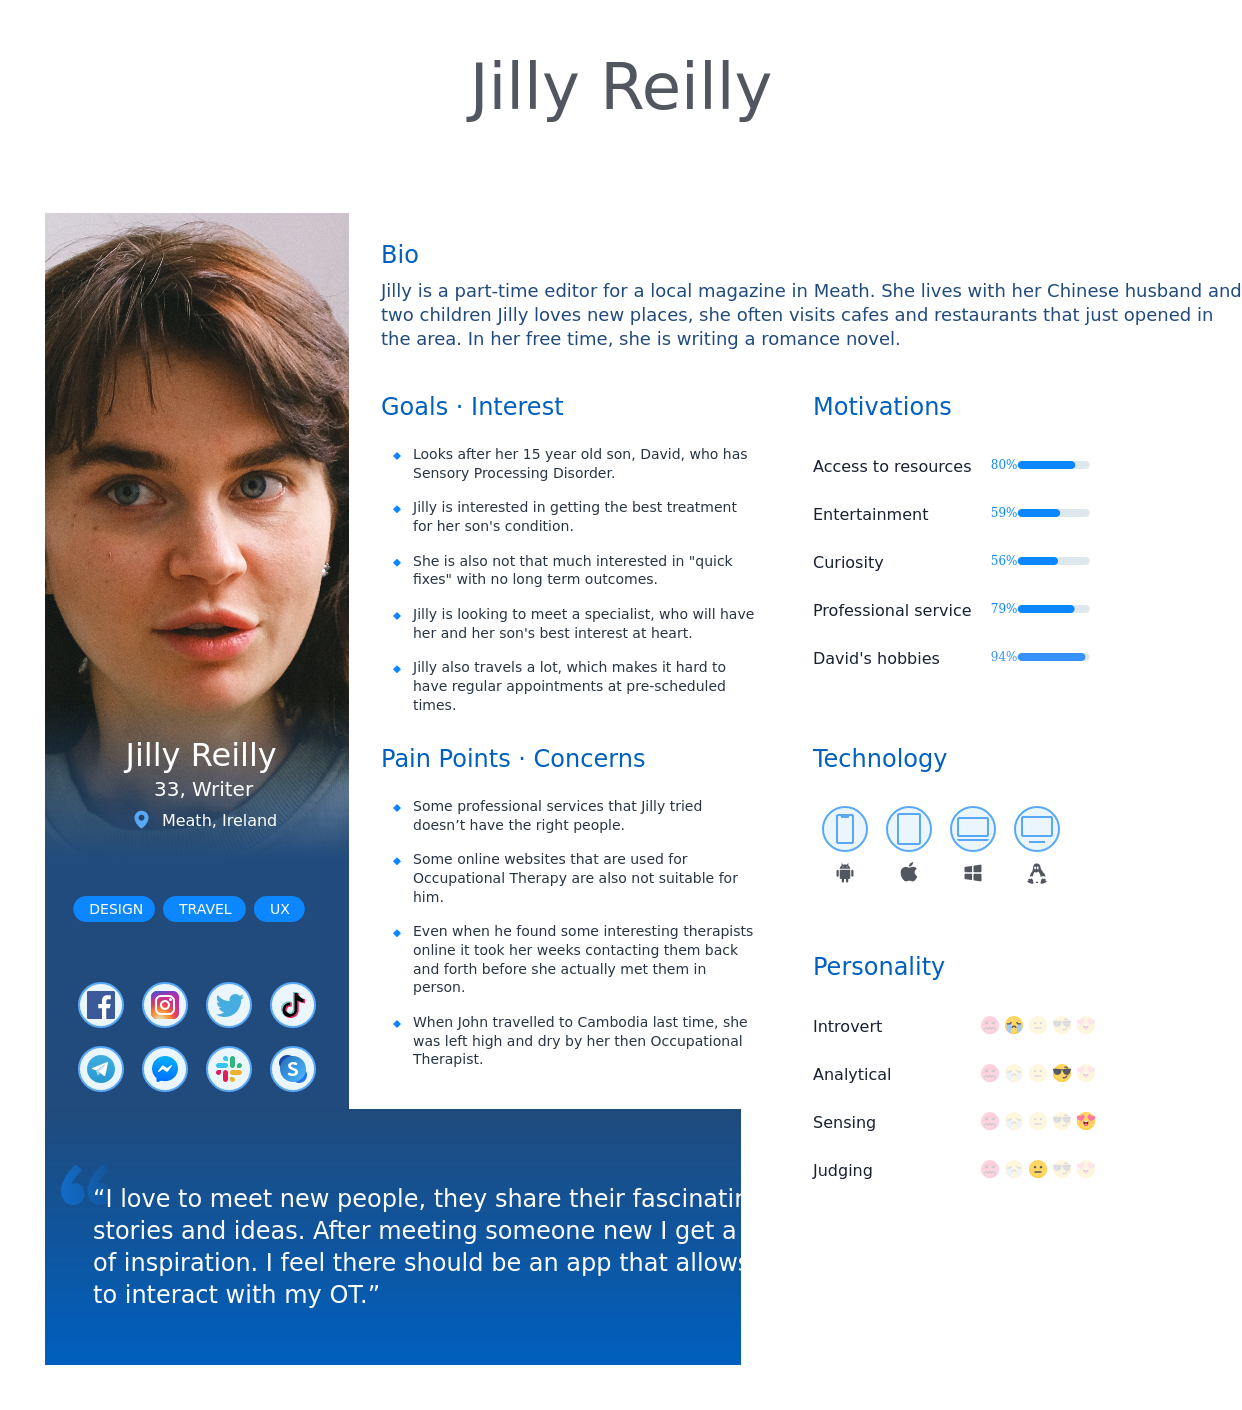 Jilly Reilly
Bio
Jilly is a part-time editor for a local magazine in Meath. She lives with her Chinese husband and
two children Jilly loves new places, she often visits cafes and restaurants that just opened in
the area. In her free time, she is writing a romance novel.
Goals · Interest
Looks after her 15 year old son, David, who has
Sensory Processing Disorder.
Jilly is interested in getting the best treatment
for her son's condition.
She is also not that much interested in "quick
fixes" with no long term outcomes.
Jilly is looking to meet a specialist, who will have
her and her son's best interest at heart.
Jilly also travels a lot, which makes it hard to
have regular appointments at pre-scheduled
times.
Motivations
Access to resources 80%
Entertainment 59%
Curiosity 56%
Professional service 79%
David's hobbies 94%
Jilly Reilly
33, Writer
Meath, Ireland
DESIGN TRAVEL UX
Pain Points · Concerns
Some professional services that Jilly tried
doesn’t have the right people.
Some online websites that are used for
Occupational Therapy are also not suitable for
him.
Even when he found some interesting therapists
online it took her weeks contacting them back
and forth before she actually met them in
person.
When John travelled to Cambodia last time, she
was left high and dry by her then Occupational
Therapist.
Technology
Personality
Introvert
Analytical
Sensing
Judging
“I love to meet new people, they share their
stories and ideas. After meeting someone new I get a
of inspiration. I feel there should be an app that
to interact with my OT.”